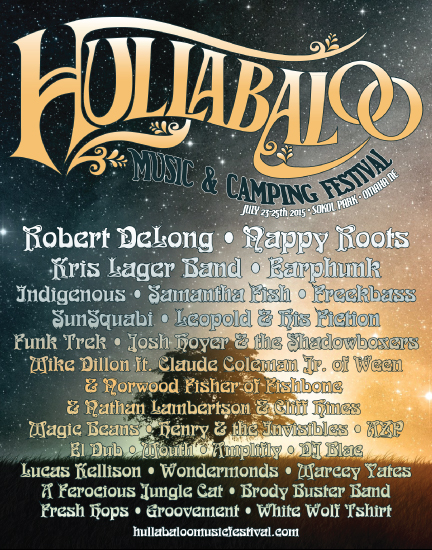 HULLABALOO
MUSIC & CAMPING FESTIVAL
JULY 23-25th 2015 • SOKOL PARK • OMAHA NE
Robert DeLong • Nappy Roots
Kris Lager Band • Earphunk
Indigenous • Samantha Fish • Freekbass
SunSquabi • Leopold & His Fiction
Funk Trek • Josh Hoyer & the Shadowboxers
Mike Dillon ft. Claude Coleman Jr. of Ween
& Norwood Fisher of Fishbone
& Nathan Lambertson & Cliff Hines
Magic Beans • Henry & the Invisibles • AZP
El Dub • Mouth • Amplify • DJ Blae
Lucas Kellison • Wondermonds • Marcey Yates
A Ferocious Jungle Cat • Brody Buster Band
Fresh Hops • Groovement • White Wolf Tshirt
hullabaloomusicfestival.com